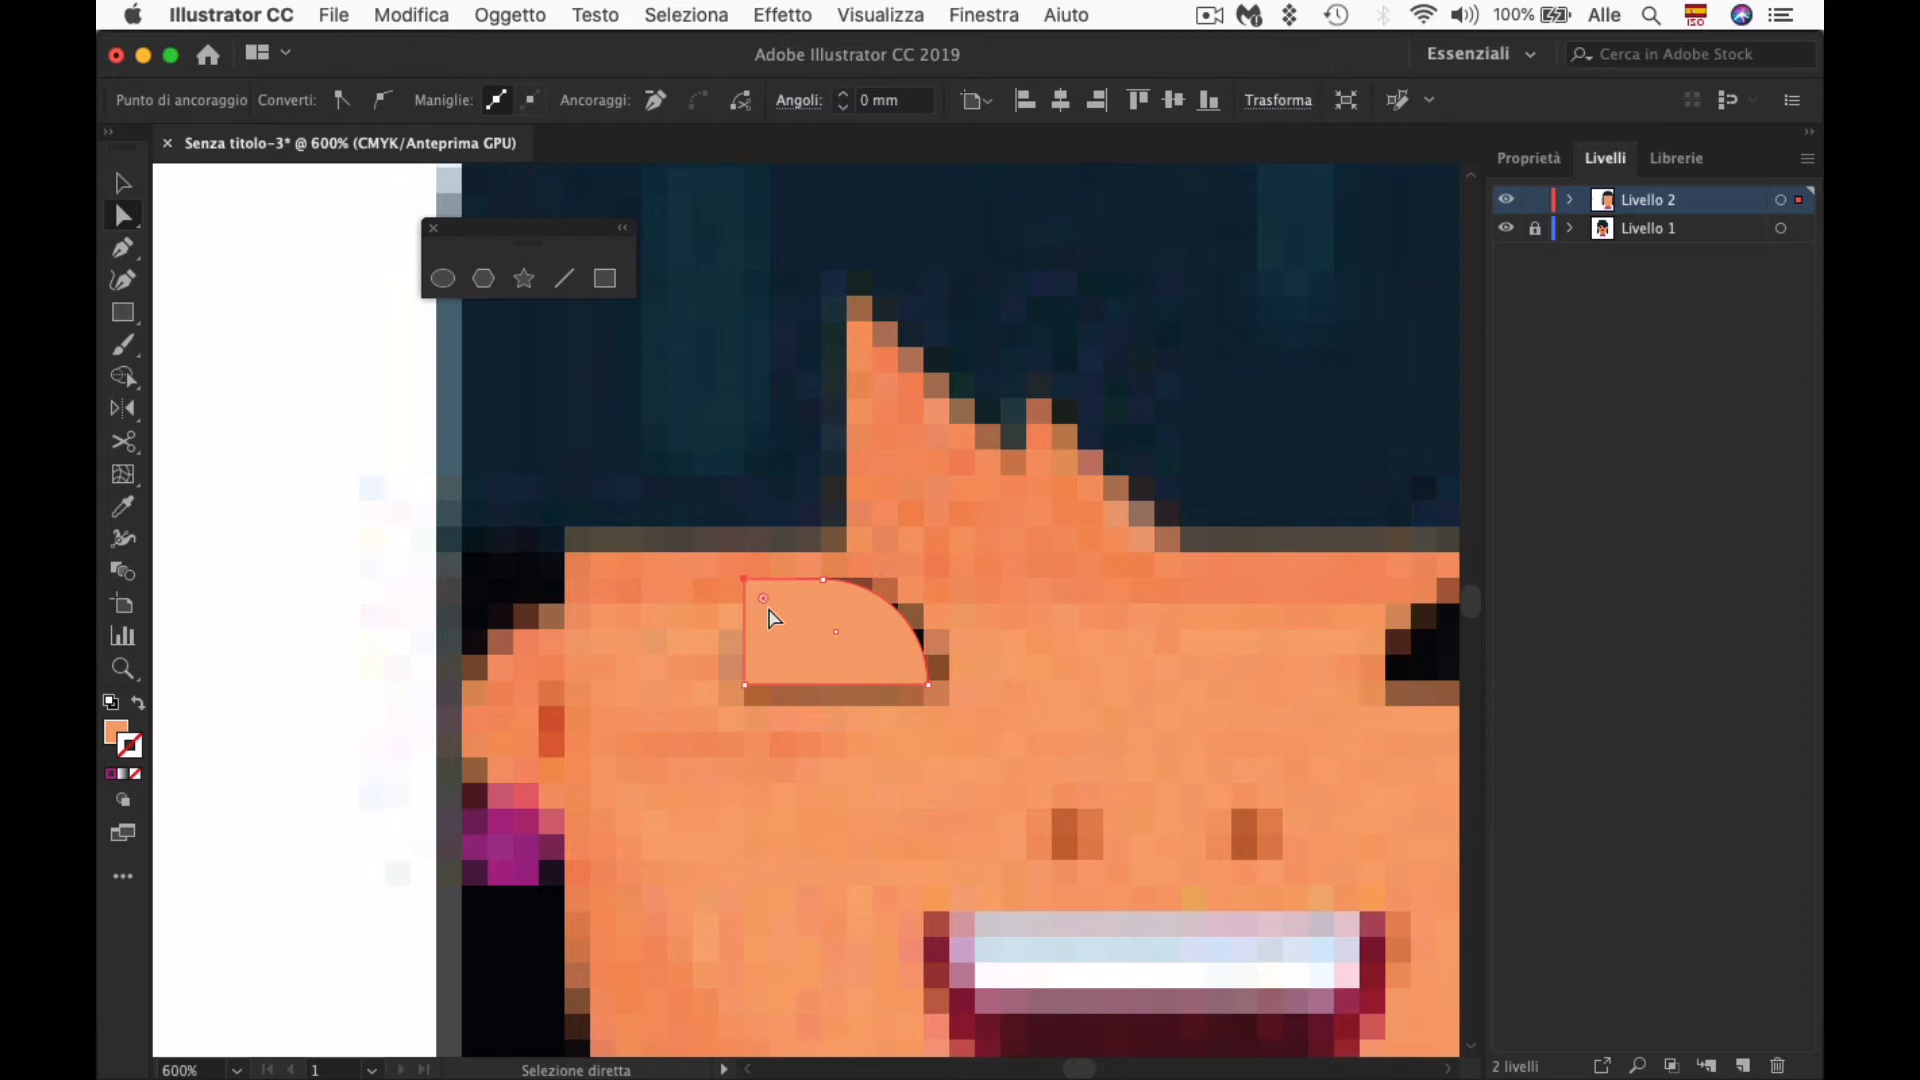 Illustrator CC File Modifica Oggetto Testo Seleziona Effetto Visualizza Finestra Aiuto 100% Alle ISO
Adobe Illustrator CC 2019 Essenziali Cerca in Adobe Stock
Punto di ancoraggio Converti: Maniglie: Ancoraggi: Angoli: 0 mm Trasforma
× Senza titolo-3* @ 600% (CMYK/Anteprima GPU)
Proprietà Livelli Librerie
Livello 2
Livello 1
600% 1 Selezione diretta 2 livelli